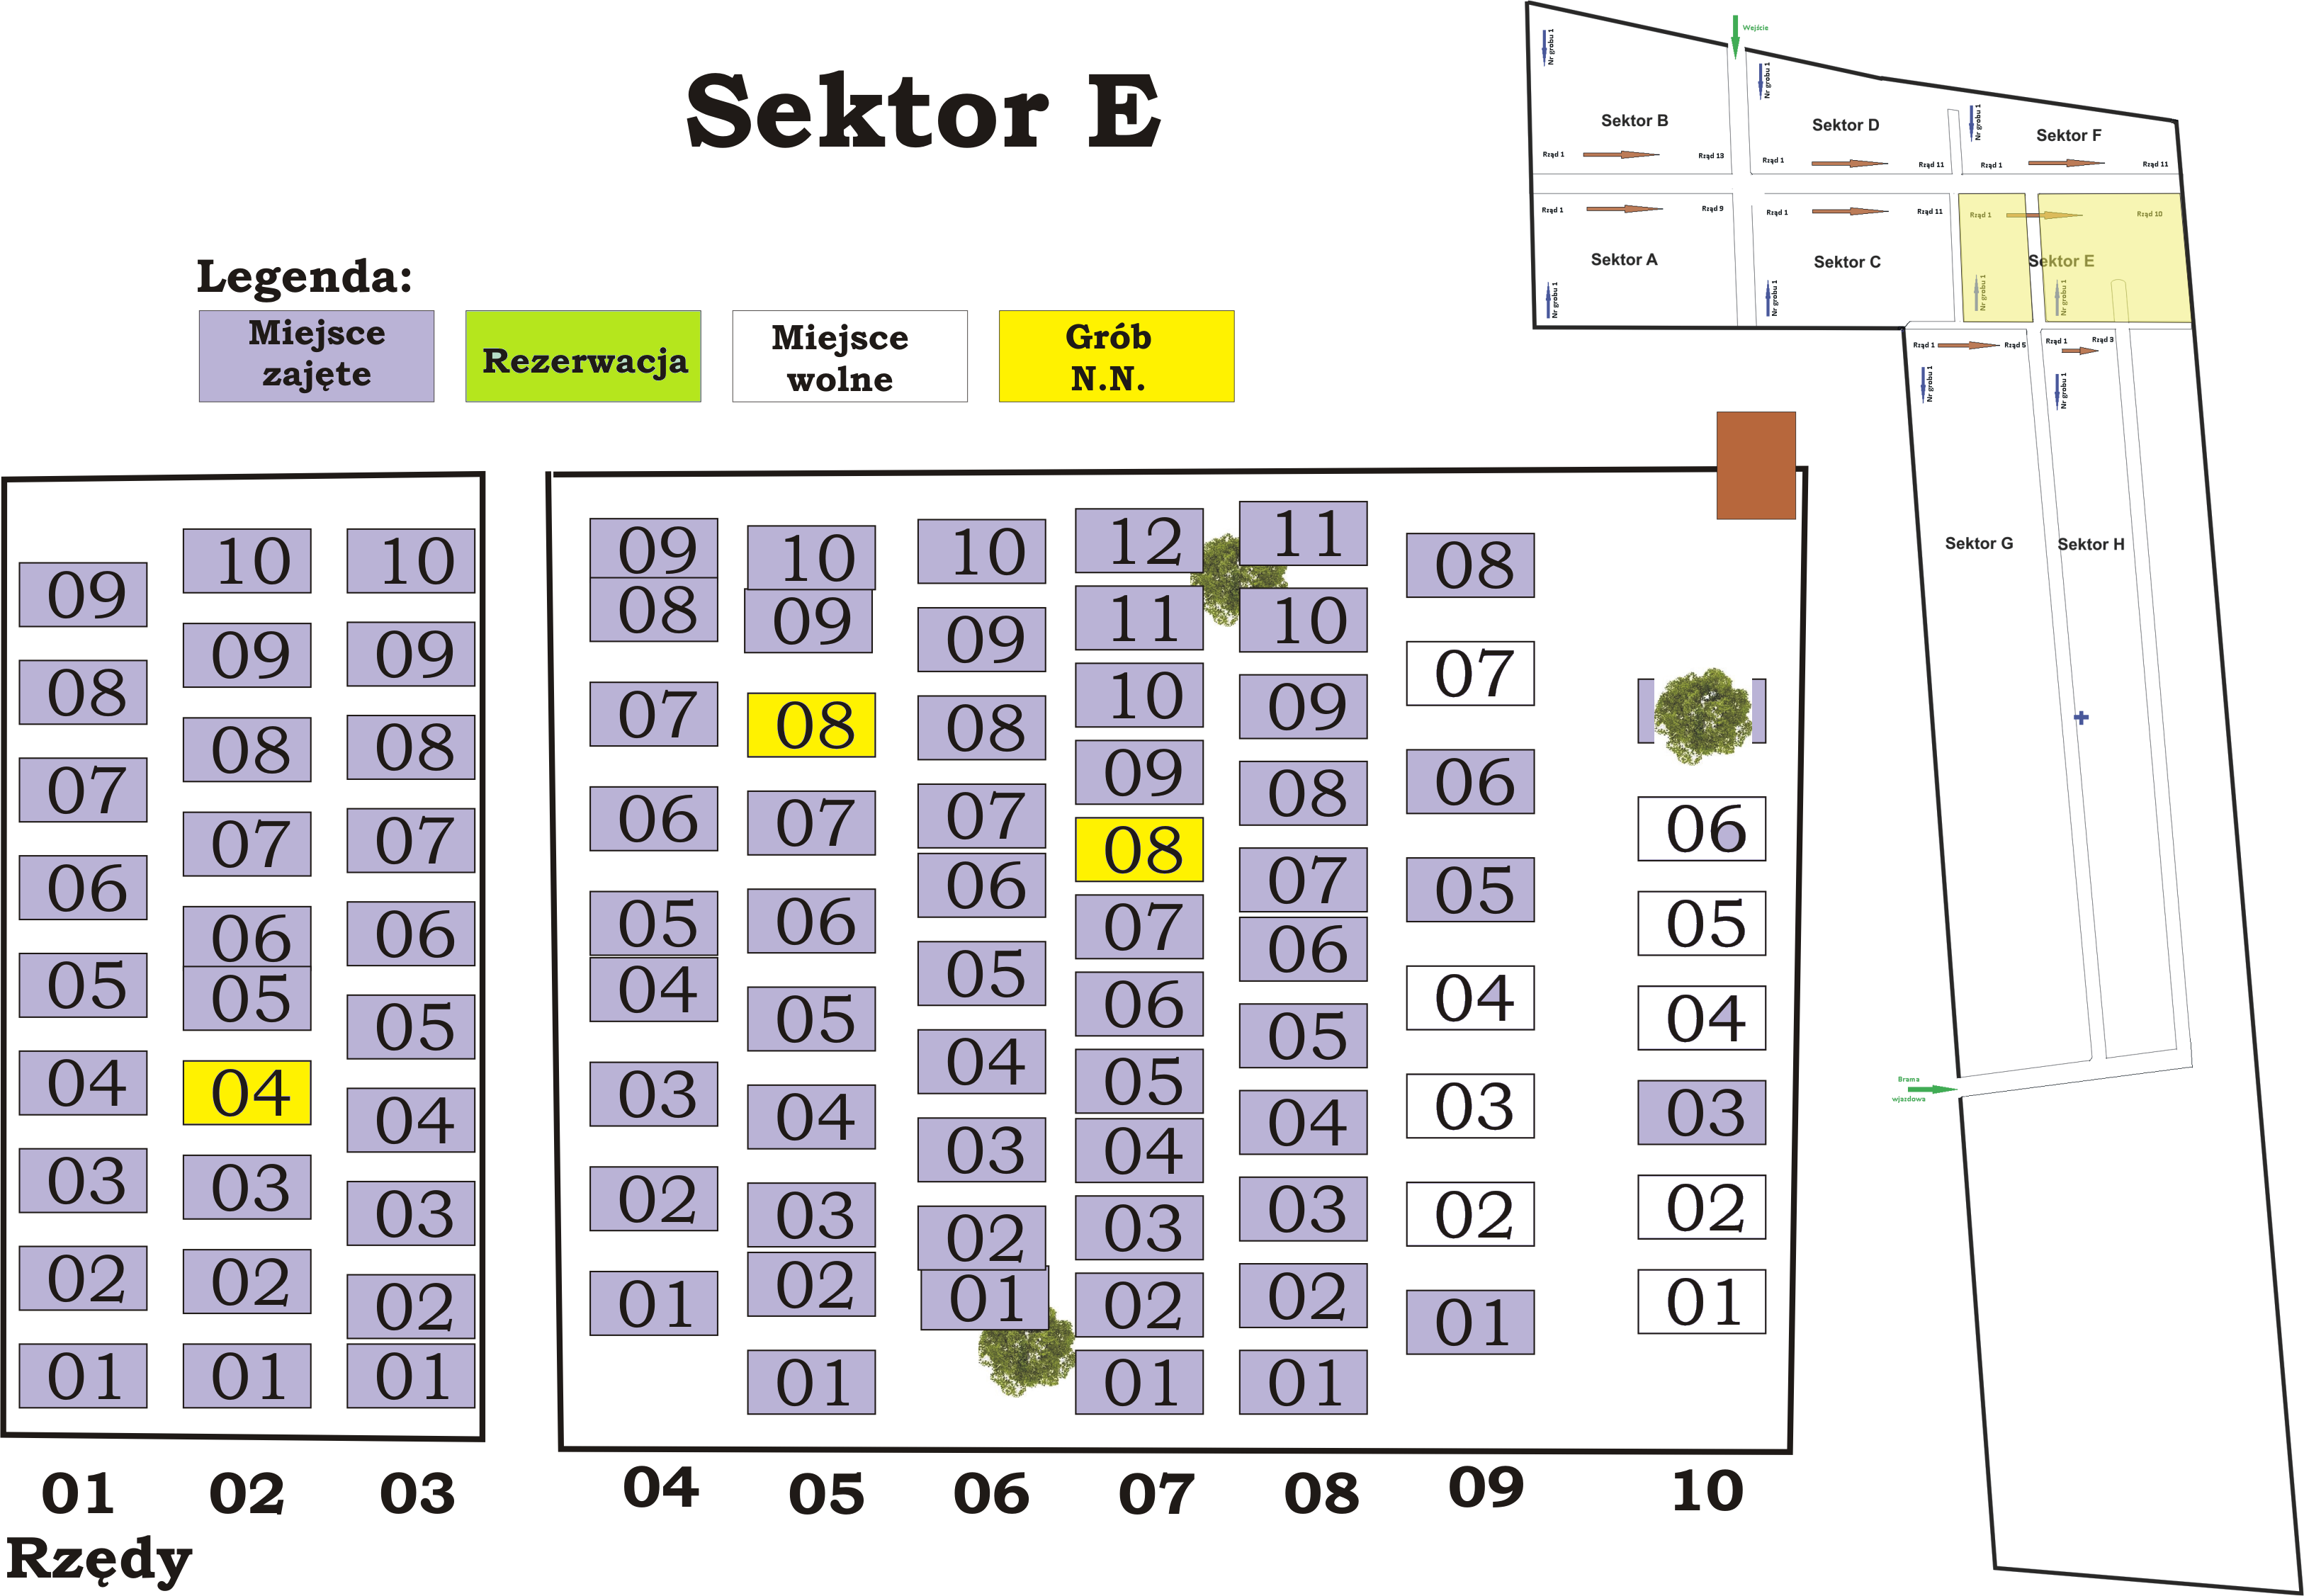 Sektor E
Legenda:
Miejsce
zajęte
Rezerwacja
Miejsce
wolne
Grób
N.N.
Wejście
Nr grobu 1
Nr grobu 1
Nr grobu 1
Sektor B
Sektor D
Sektor F
Rząd 1
Rząd 13
Rząd 1
Rząd 11
Rząd 1
Rząd 11
Rząd 1
Rząd 9
Rząd 1
Rząd 11
Rząd 1
Rząd 10
Sektor A
Sektor C
Sektor E
Nr grobu 1
Nr grobu 1
Nr grobu 1
Nr grobu 1
Rząd 1
Rząd 5
Rząd 1
Rząd 3
Nr grobu 1
Nr grobu 1
Sektor G
Sektor H
Brama
wjazdowa
09
08
07
06
05
04
03
02
01
10
09
08
07
06
05
04
03
02
01
10
09
08
07
06
05
04
03
02
01
09
08
07
06
05
04
03
02
01
10
09
08
07
06
05
04
03
02
01
10
09
08
07
06
05
04
03
02
01
12
11
10
09
08
07
06
05
04
03
02
01
11
10
09
08
07
06
05
04
03
02
01
08
07
06
05
04
03
02
01
06
05
04
03
02
01
01 02 03 04 05 06 07 08 09 10
Rzędy